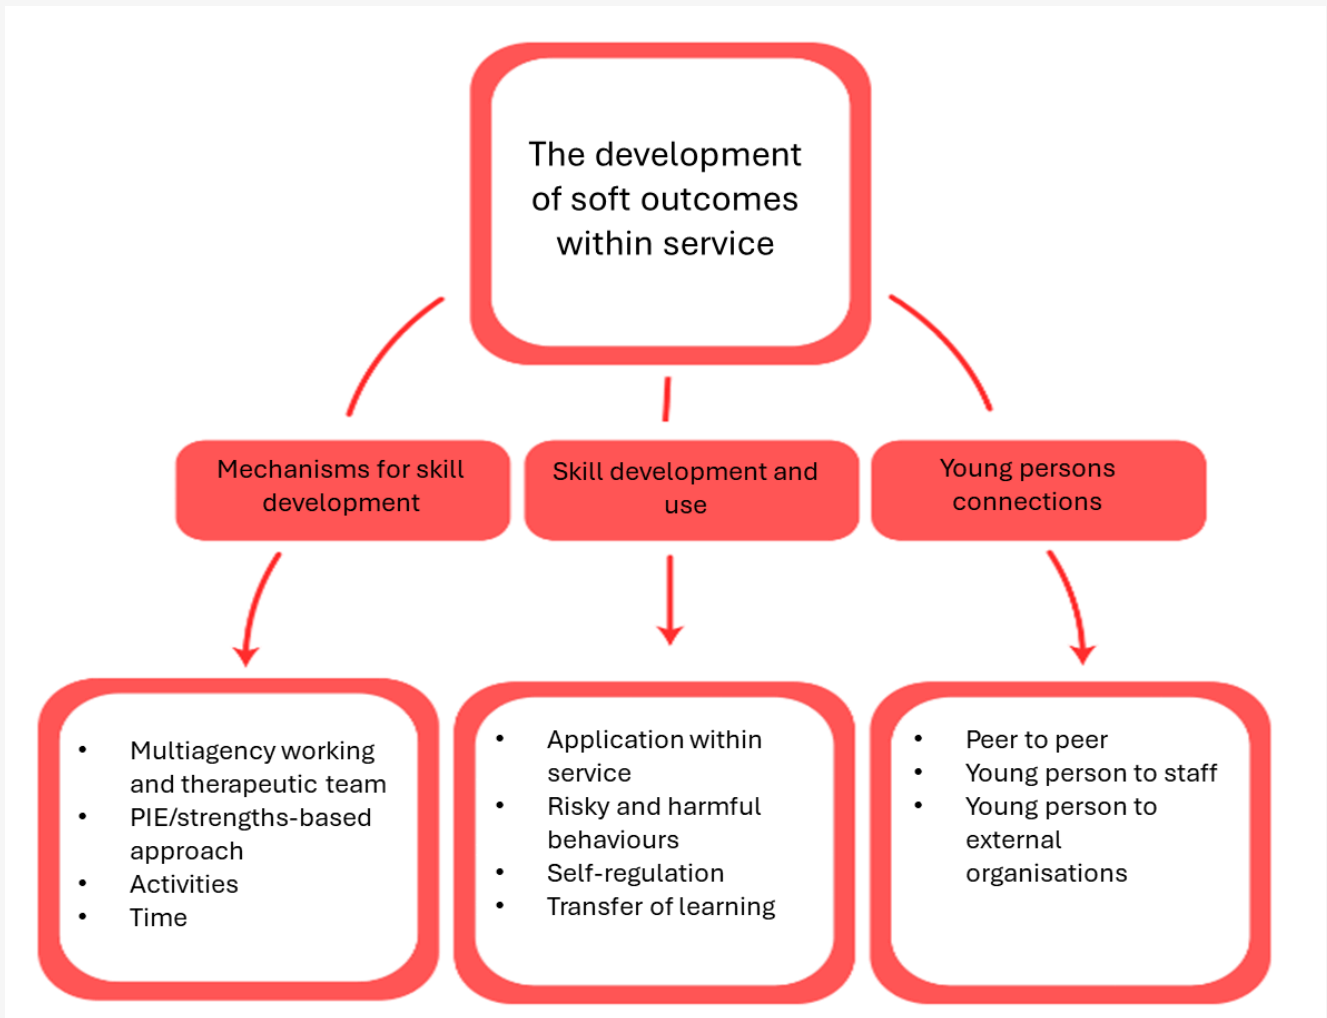 The development
of soft outcomes
within service
Mechanisms for skill
development
Skill development and
use
Young persons
connections
• Multiagency working
and therapeutic team
• PIE/strengths-based
approach
• Activities
• Time
• Application within
service
• Risky and harmful
behaviours
• Self-regulation
• Transfer of learning
• Peer to peer
• Young person to staff
• Young person to
external
organisations